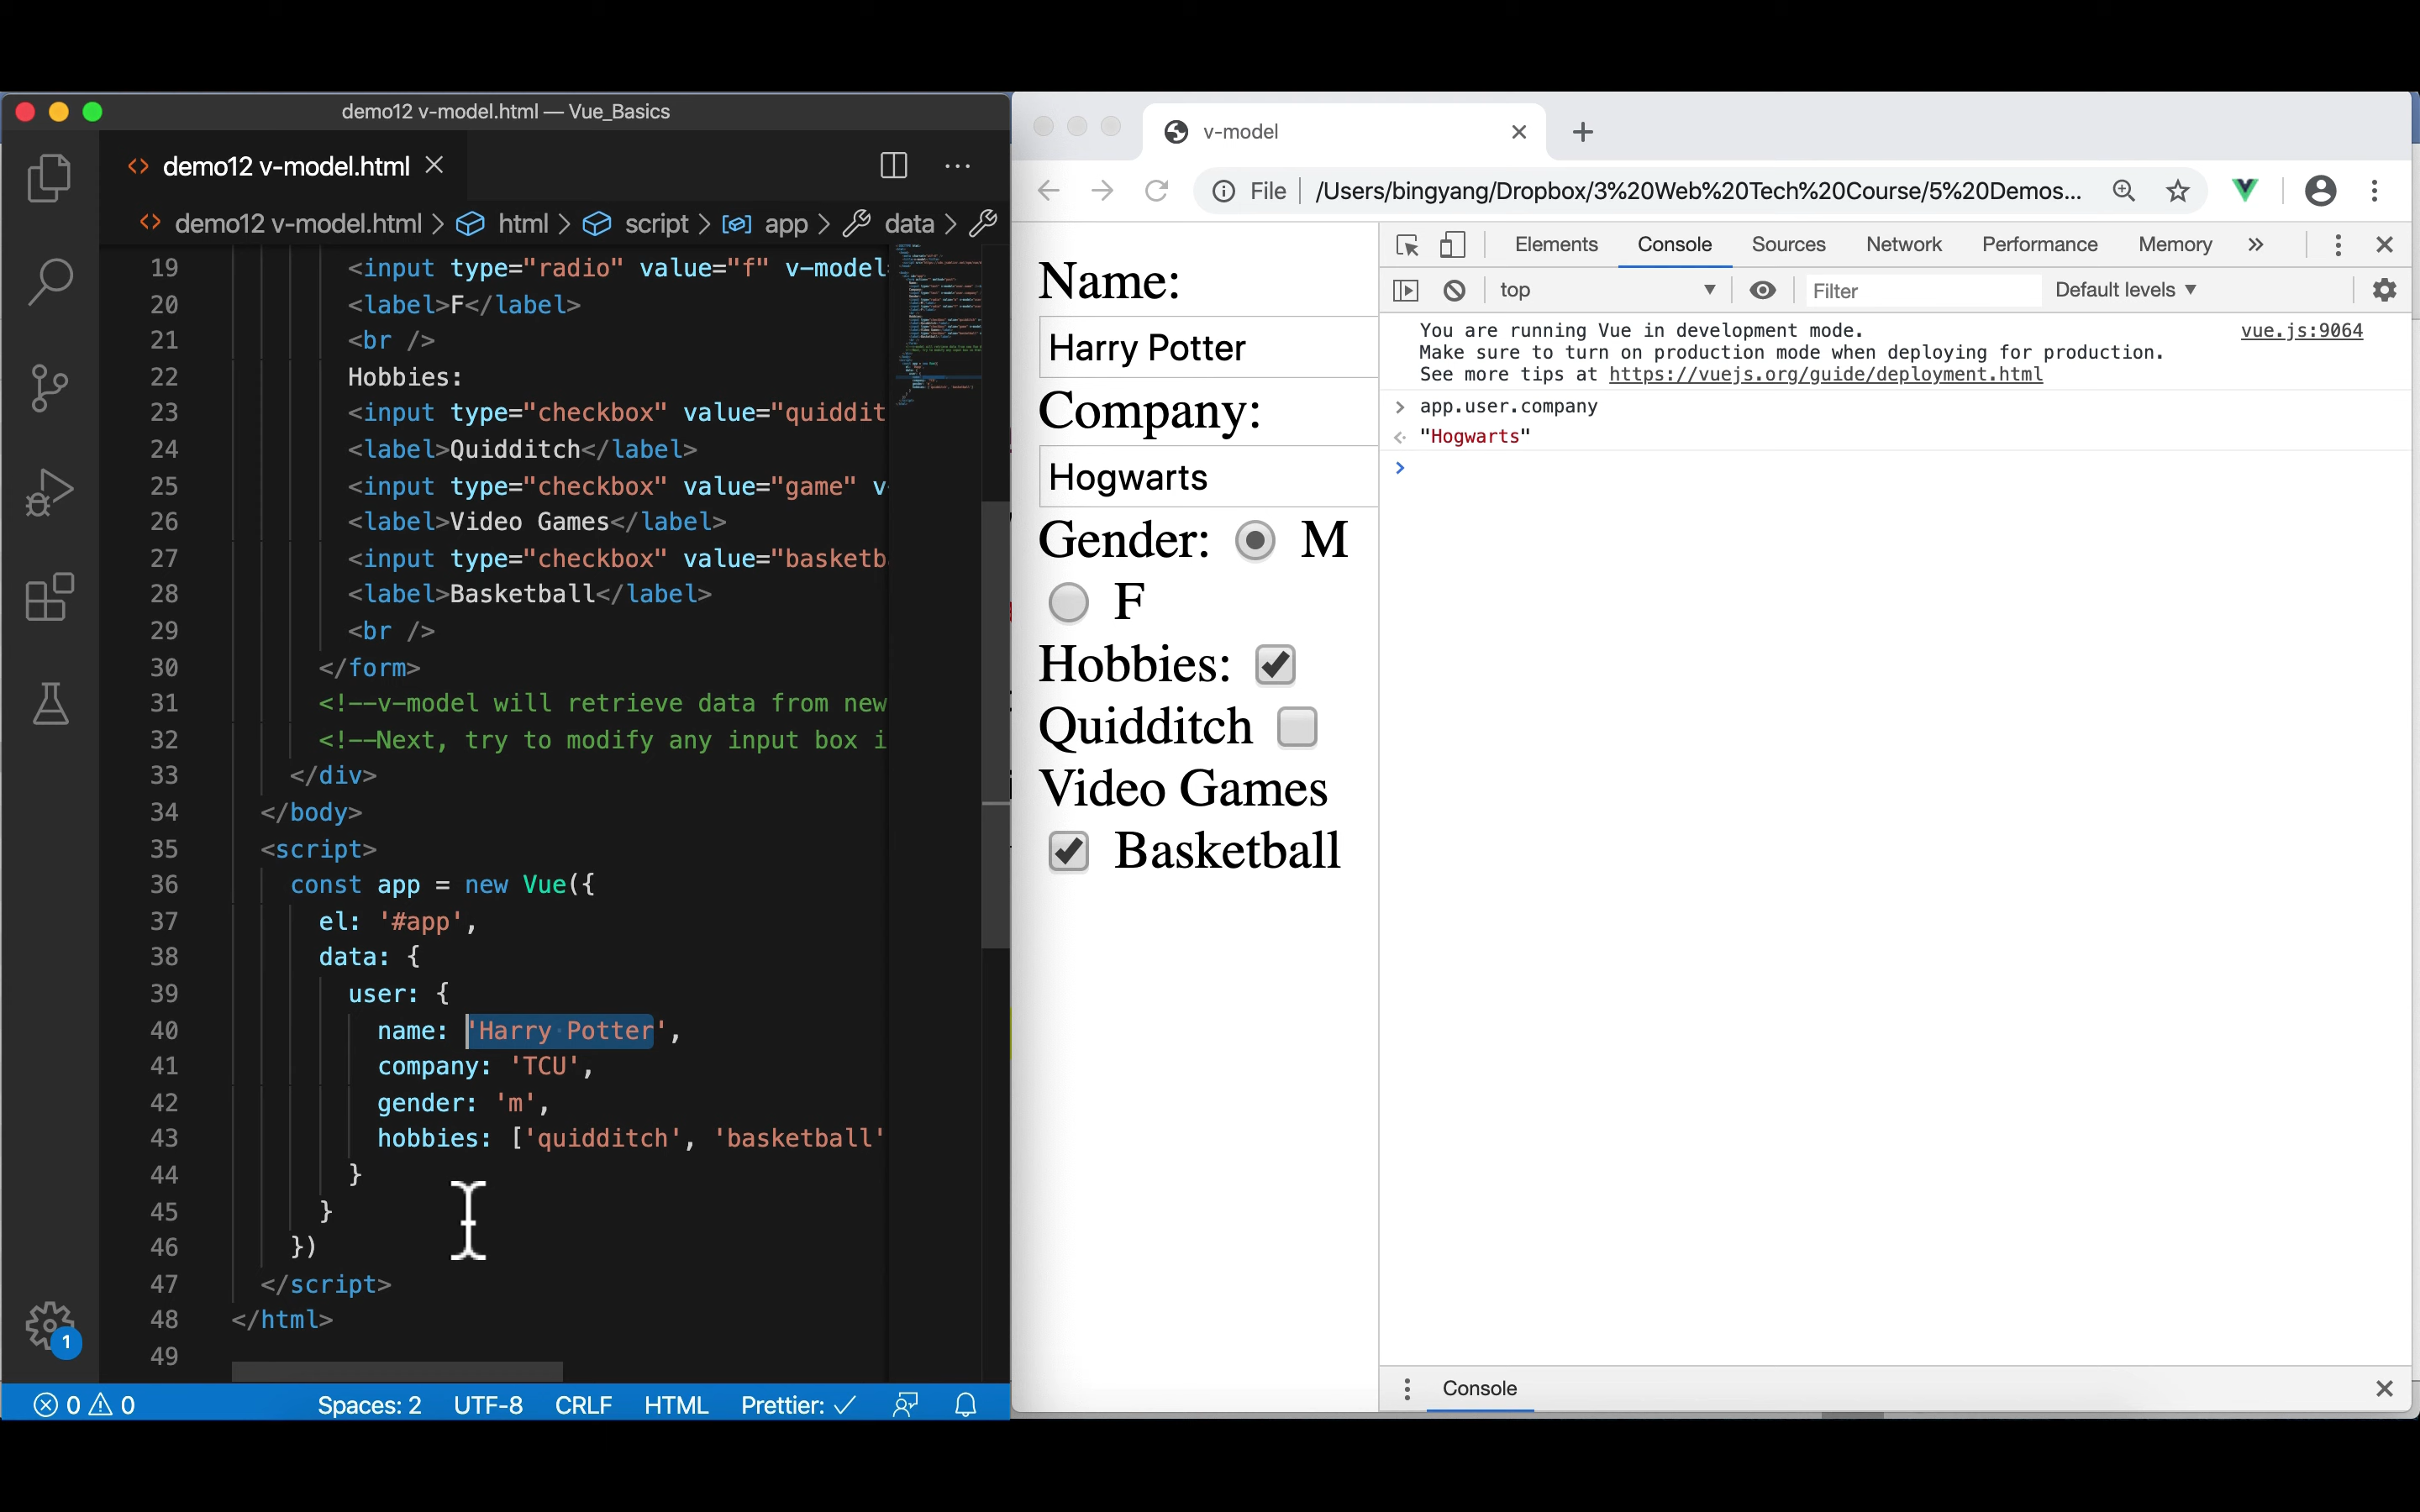 demo12 v-model.html — Vue_Basics
demo12 v-model.html
demo12 v-model.html > html > script > app > data >
19 <input type="radio" value="f" v-model
20 <label>F</label>
21 <br />
22 Hobbies:
23 <input type="checkbox" value="quiddit
24 <label>Quidditch</label>
25 <input type="checkbox" value="game" v-
26 <label>Video Games</label>
27 <input type="checkbox" value="basketb
28 <label>Basketball</label>
29 <br />
30 </form>
31 <!--v-model will retrieve data from new
32 <!--Next, try to modify any input box i
33 </div>
34 </body>
35 <script>
36 const app = new Vue({
37 el: '#app',
38 data: {
39 user: {
40 name: 'Harry Potter',
41 company: 'TCU',
42 gender: 'm',
43 hobbies: ['quidditch', 'basketball'
44 }
45 }
46 })
47 </script>
48 </html>
49
1
0 0 Spaces: 2 UTF-8 CRLF HTML Prettier: ✓
v-model
File | /Users/bingyang/Dropbox/3%20Web%20Tech%20Course/5%20Demos...
Name:
Harry Potter
Company:
Hogwarts
Gender: M
F
Hobbies:
Quidditch
Video Games
Basketball
Elements Console Sources Network Performance Memory »
top Filter Default levels
You are running Vue in development mode. vue.js:9064
Make sure to turn on production mode when deploying for production.
See more tips at https://vuejs.org/guide/deployment.html
> app.user.company
"Hogwarts"
>
Console